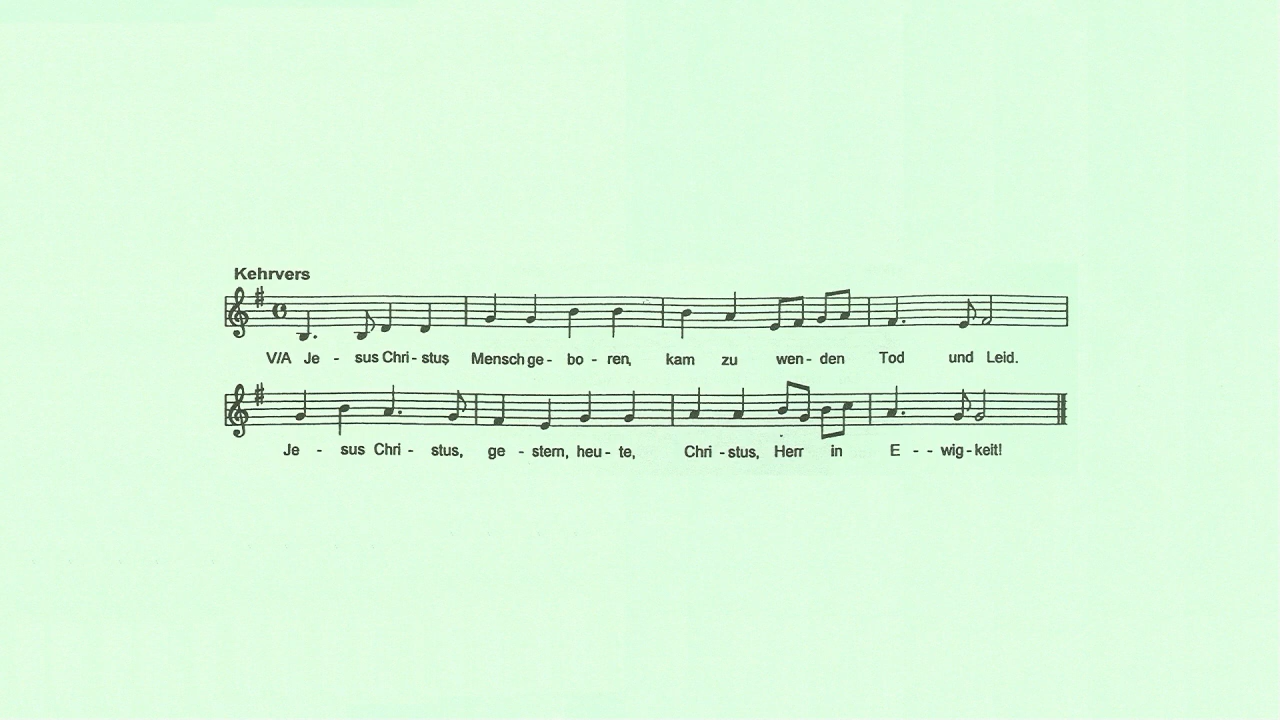 Kehrvers
V/A Je - sus Chri - stus Mensch ge - bo - ren, kam zu wen - den Tod und Leid.
Je - sus Chri - stus, ge - stern, heu - te, Chri - stus, Herr in E - - wig - keit!